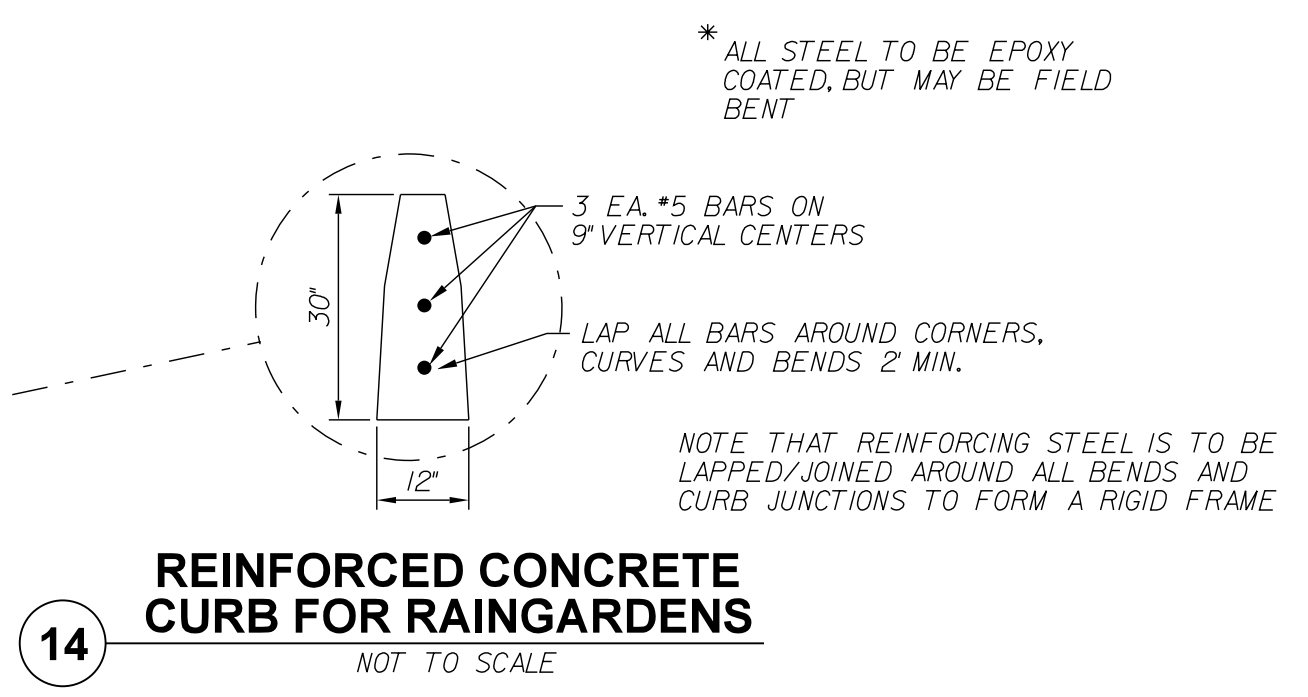 *
ALL STEEL TO BE EPOXY
COATED, BUT MAY BE FIELD
BENT
3 EA. #5 BARS ON
9" VERTICAL CENTERS
30"
LAP ALL BARS AROUND CORNERS,
CURVES AND BENDS 2' MIN.
NOTE THAT REINFORCING STEEL IS TO BE
LAPPED/JOINED AROUND ALL BENDS AND
CURB JUNCTIONS TO FORM A RIGID FRAME
12"
REINFORCED CONCRETE
CURB FOR RAINGARDENS
14
NOT TO SCALE